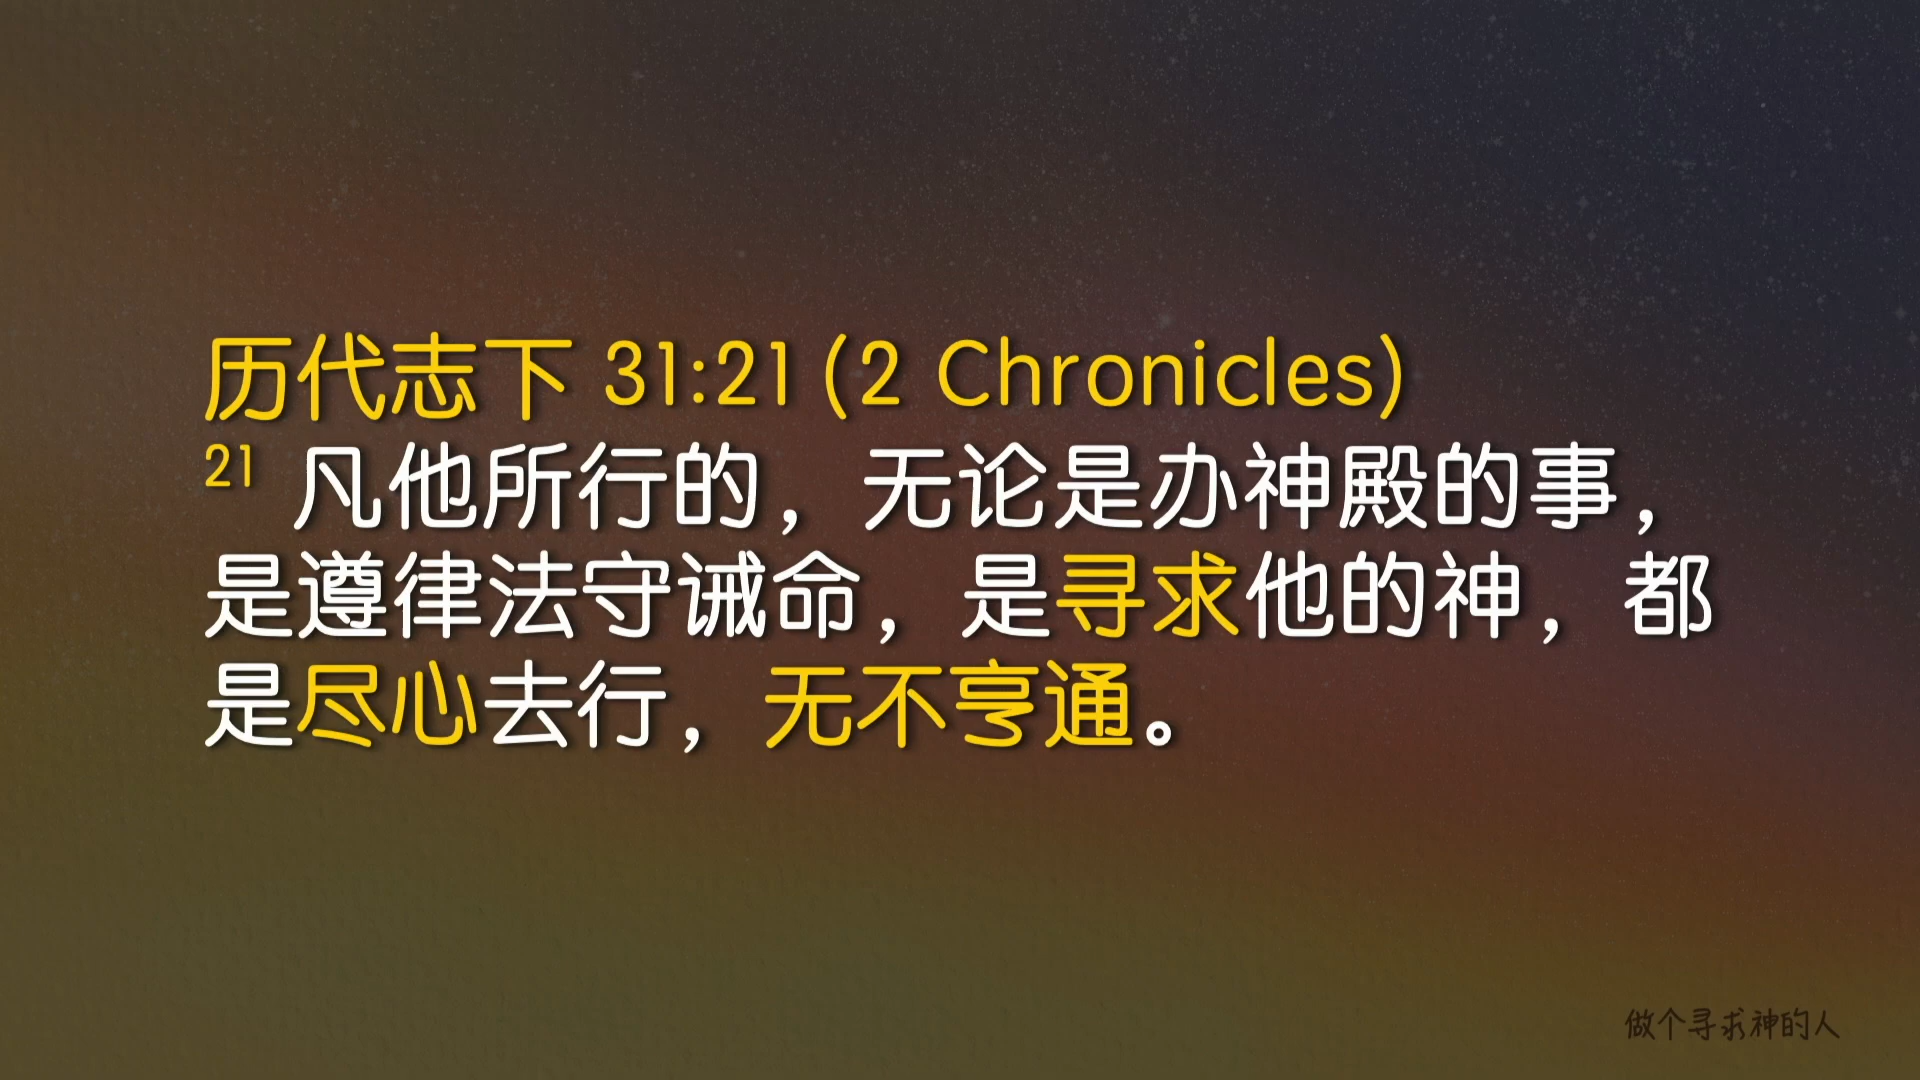 历代志下 31:21 (2 Chronicles)
21 凡他所行的，无论是办神殿的事，
是遵律法守诫命，是寻求他的神，都
是尽心去行，无不亨通。
做个寻求神的人